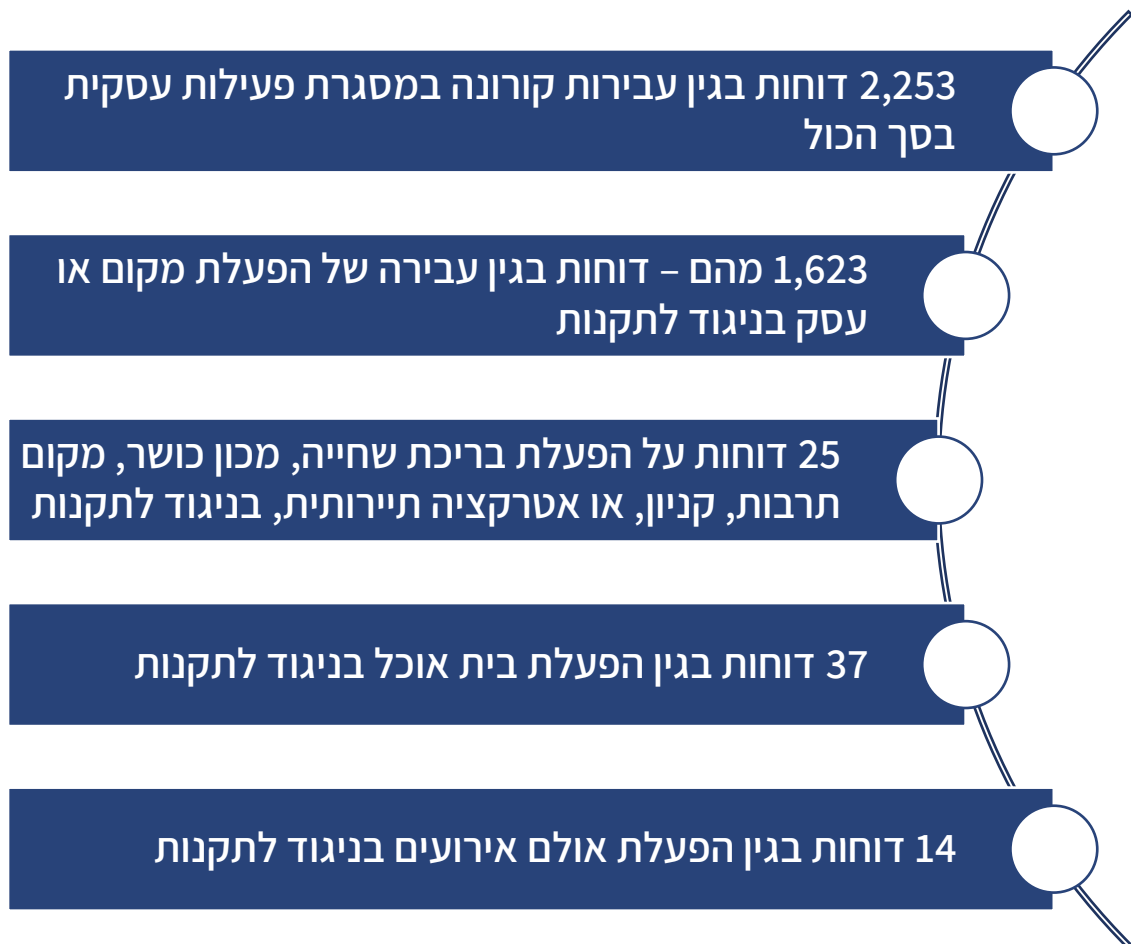 2,253 דוחות בגין עבירות קורונה במסגרת פעילות עסקית
בסך הכול
1,623 מהם – דוחות בגין עבירה של הפעלת מקום או
עסק בניגוד לתקנות
25 דוחות על הפעלת בריכת שחייה, מכון כושר, מקום
תרבות, קניון, או אטרקציה תיירותית, בניגוד לתקנות
37 דוחות בגין הפעלת בית אוכל בניגוד לתקנות
14 דוחות בגין הפעלת אולם אירועים בניגוד לתקנות